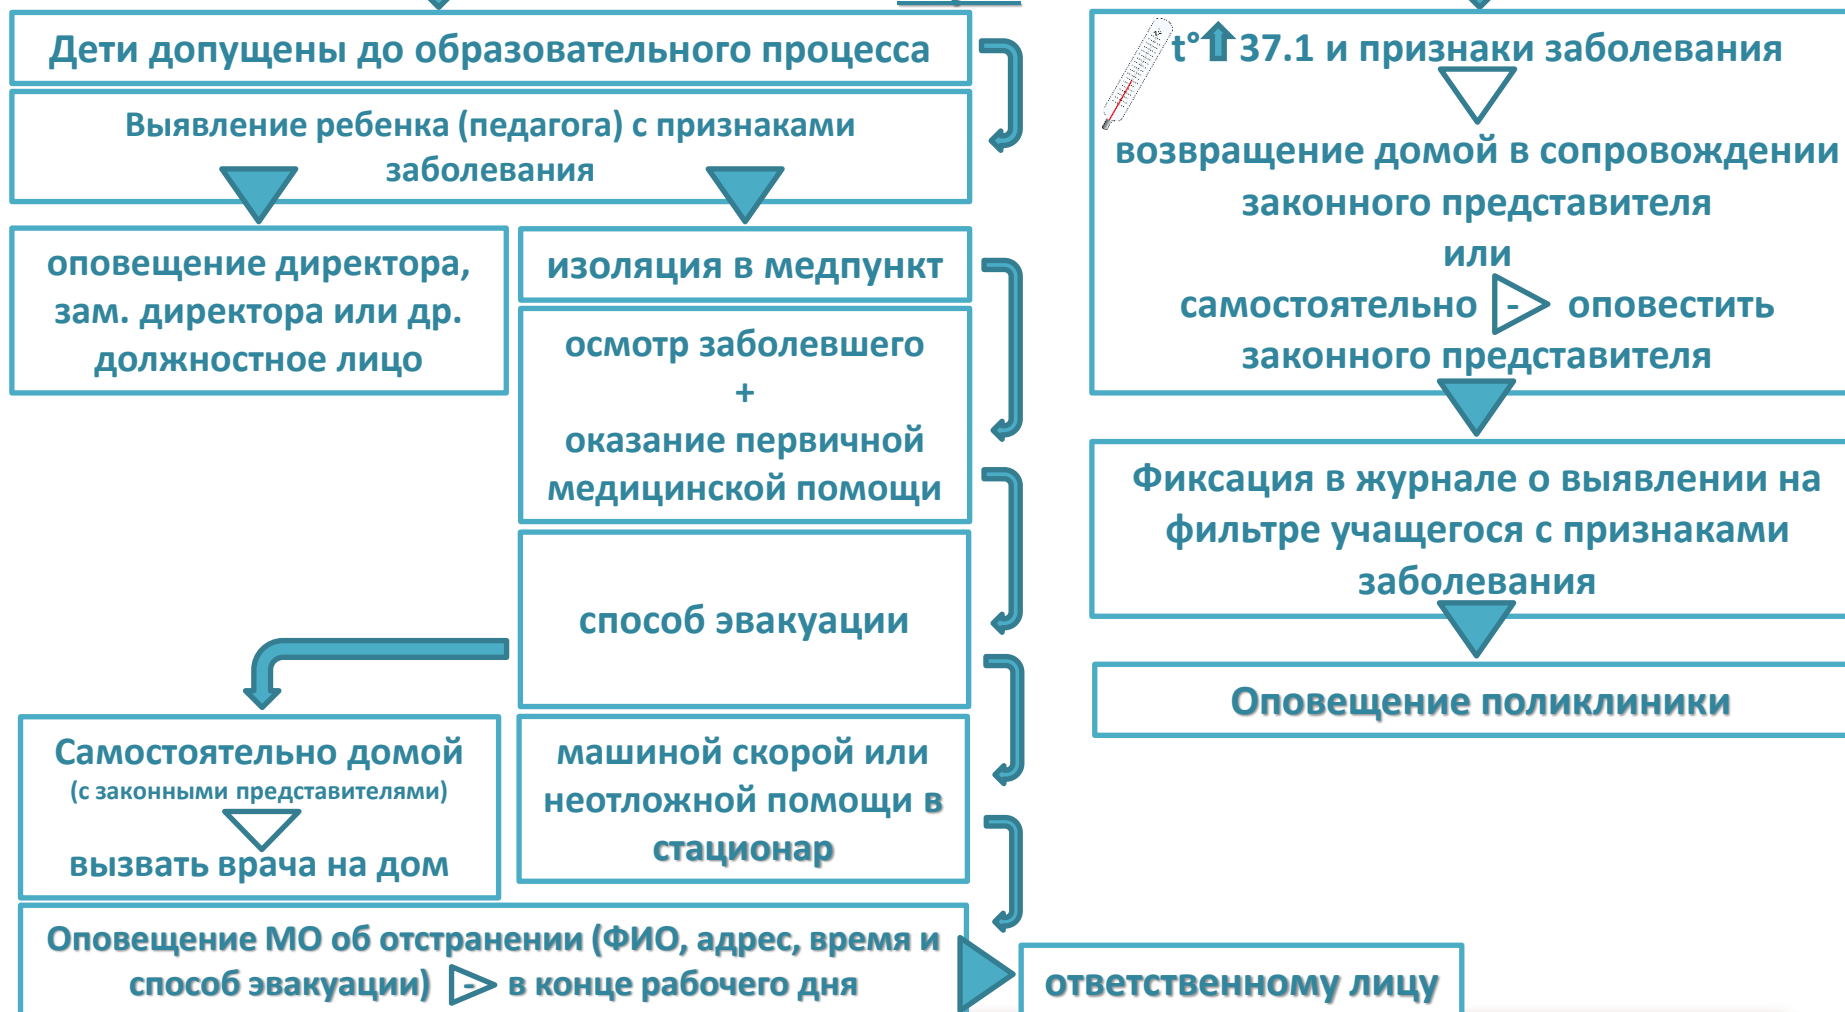 Дети допущены до образовательного процесса
Выявление ребенка (педагога) с признаками
заболевания
оповещение директора,
зам. директора или др.
должностное лицо
изоляция в медпункт
осмотр заболевшего
+
оказание первичной
медицинской помощи
способ эвакуации
Самостоятельно домой
(с законными представителями)
вызвать врача на дом
машиной скорой или
неотложной помощи в
стационар
Оповещение МО об отстранении (ФИО, адрес, время и
способ эвакуации) - в конце рабочего дня
ответственному лицу
t° 37.1 и признаки заболевания
возвращение домой в сопровождении
законного представителя
или
самостоятельно - оповестить
законного представителя
Фиксация в журнале о выявлении на
фильтре учащегося с признаками
заболевания
Оповещение поликлиники